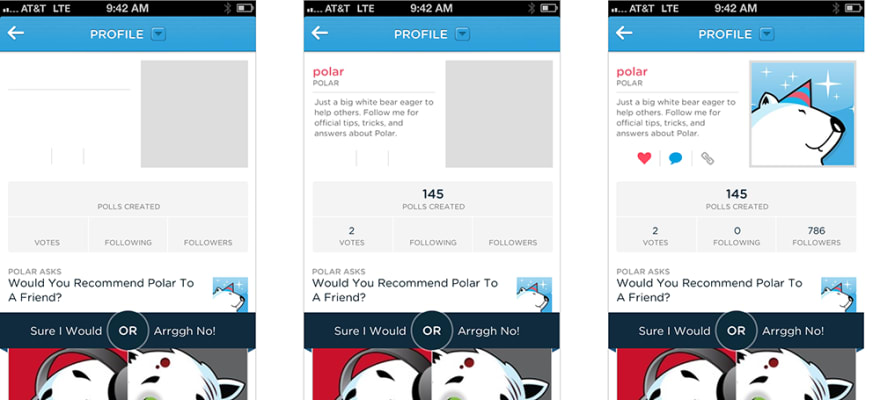 AT&T LTE 9:42 AM
PROFILE
POLLS CREATED
VOTES FOLLOWING FOLLOWERS
POLAR ASKS
Would You Recommend Polar To
A Friend?
Sure I Would OR Arrggh No!
AT&T LTE 9:42 AM
PROFILE
polar
POLAR
Just a big white bear eager to
help others. Follow me for
official tips, tricks, and
answers about Polar.
145
POLLS CREATED
2
VOTES FOLLOWING FOLLOWERS
POLAR ASKS
Would You Recommend Polar To
A Friend?
Sure I Would OR Arrggh No!
AT&T LTE 9:42 AM
PROFILE
polar
POLAR
Just a big white bear eager to
help others. Follow me for
official tips, tricks, and
answers about Polar.
145
POLLS CREATED
2 0 786
VOTES FOLLOWING FOLLOWERS
POLAR ASKS
Would You Recommend Polar To
A Friend?
Sure I Would OR Arrggh No!